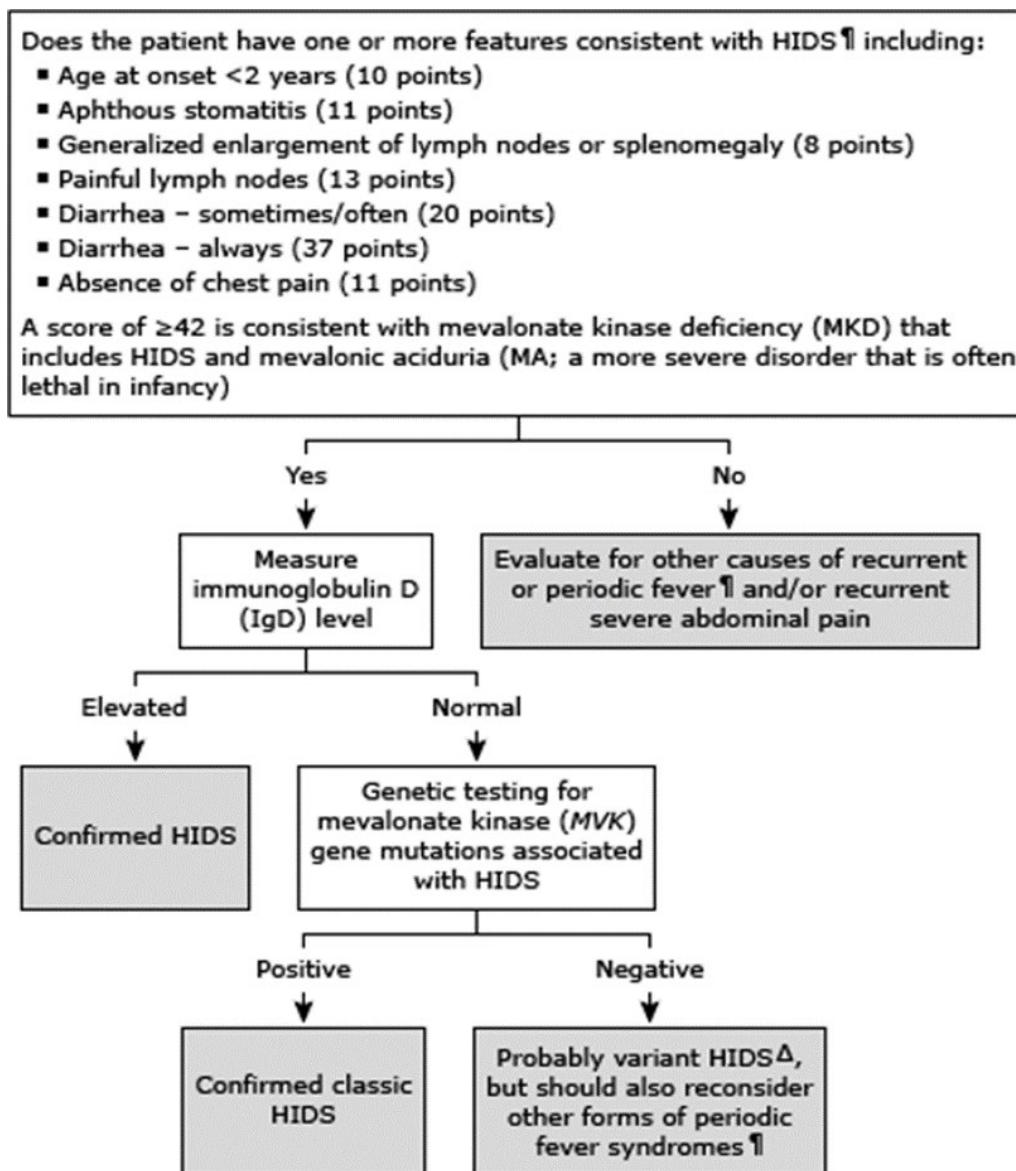 Does the patient have one or more features consistent with HIDS¶ including:
▪ Age at onset <2 years (10 points)
▪ Aphthous stomatitis (11 points)
▪ Generalized enlargement of lymph nodes or splenomegaly (8 points)
▪ Painful lymph nodes (13 points)
▪ Diarrhea – sometimes/often (20 points)
▪ Diarrhea – always (37 points)
▪ Absence of chest pain (11 points)
A score of ≥42 is consistent with mevalonate kinase deficiency (MKD) that
includes HIDS and mevalonic aciduria (MA; a more severe disorder that is often
lethal in infancy)
Yes
No
Measure
immunoglobulin D
(IgD) level
Evaluate for other causes of recurrent
or periodic fever¶ and/or recurrent
severe abdominal pain
Elevated
Normal
Confirmed HIDS
Genetic testing for
mevalonate kinase (MVK)
gene mutations associated
with HIDS
Positive
Negative
Confirmed classic
HIDS
Probably variant HIDSΔ,
but should also reconsider
other forms of periodic
fever syndromes¶